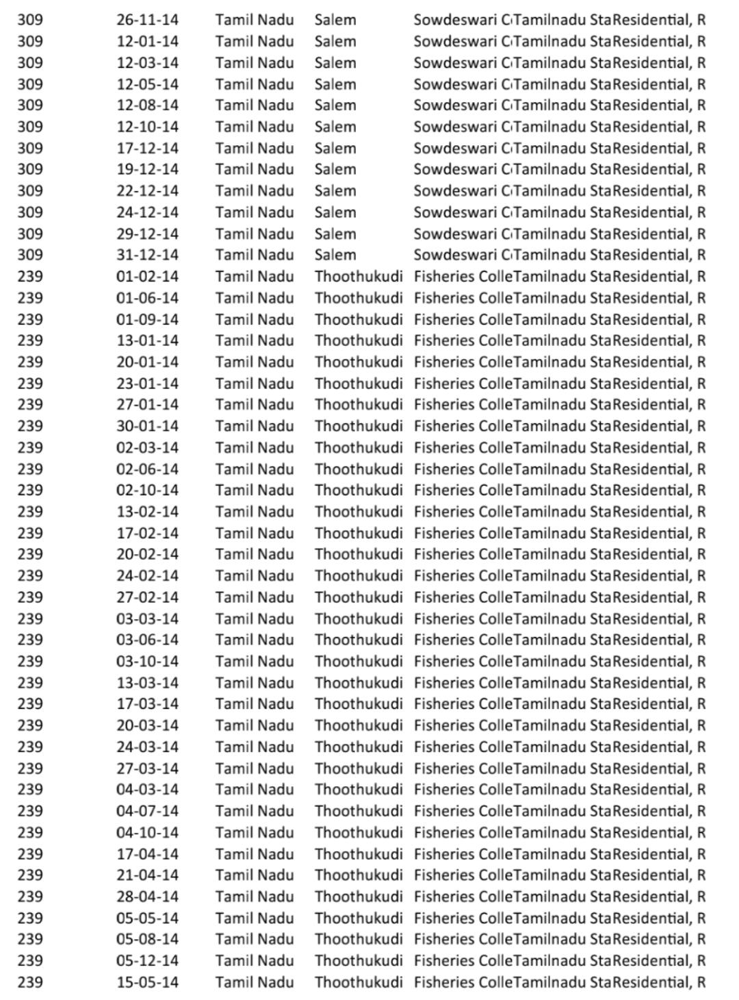 309 26-11-14 Tamil Nadu Salem Sowdeswari C Tamilnadu Sta Residential, R
309 12-01-14 Tamil Nadu Salem Sowdeswari C Tamilnadu Sta Residential, R
309 12-03-14 Tamil Nadu Salem Sowdeswari C Tamilnadu Sta Residential, R
309 12-05-14 Tamil Nadu Salem Sowdeswari C Tamilnadu Sta Residential, R
309 12-08-14 Tamil Nadu Salem Sowdeswari C Tamilnadu Sta Residential, R
309 12-10-14 Tamil Nadu Salem Sowdeswari C Tamilnadu Sta Residential, R
309 17-12-14 Tamil Nadu Salem Sowdeswari C Tamilnadu Sta Residential, R
309 19-12-14 Tamil Nadu Salem Sowdeswari C Tamilnadu Sta Residential, R
309 22-12-14 Tamil Nadu Salem Sowdeswari C Tamilnadu Sta Residential, R
309 24-12-14 Tamil Nadu Salem Sowdeswari C Tamilnadu Sta Residential, R
309 29-12-14 Tamil Nadu Salem Sowdeswari C Tamilnadu Sta Residential, R
309 31-12-14 Tamil Nadu Salem Sowdeswari C Tamilnadu Sta Residential, R
239 01-02-14 Tamil Nadu Thoothukudi Fisheries Colle Tamilnadu Sta Residential, R
239 01-06-14 Tamil Nadu Thoothukudi Fisheries Colle Tamilnadu Sta Residential, R
239 01-09-14 Tamil Nadu Thoothukudi Fisheries Colle Tamilnadu Sta Residential, R
239 13-01-14 Tamil Nadu Thoothukudi Fisheries Colle Tamilnadu Sta Residential, R
239 20-01-14 Tamil Nadu Thoothukudi Fisheries Colle Tamilnadu Sta Residential, R
239 23-01-14 Tamil Nadu Thoothukudi Fisheries Colle Tamilnadu Sta Residential, R
239 27-01-14 Tamil Nadu Thoothukudi Fisheries Colle Tamilnadu Sta Residential, R
239 30-01-14 Tamil Nadu Thoothukudi Fisheries Colle Tamilnadu Sta Residential, R
239 02-03-14 Tamil Nadu Thoothukudi Fisheries Colle Tamilnadu Sta Residential, R
239 02-06-14 Tamil Nadu Thoothukudi Fisheries Colle Tamilnadu Sta Residential, R
239 02-10-14 Tamil Nadu Thoothukudi Fisheries Colle Tamilnadu Sta Residential, R
239 13-02-14 Tamil Nadu Thoothukudi Fisheries Colle Tamilnadu Sta Residential, R
239 17-02-14 Tamil Nadu Thoothukudi Fisheries Colle Tamilnadu Sta Residential, R
239 20-02-14 Tamil Nadu Thoothukudi Fisheries Colle Tamilnadu Sta Residential, R
239 24-02-14 Tamil Nadu Thoothukudi Fisheries Colle Tamilnadu Sta Residential, R
239 27-02-14 Tamil Nadu Thoothukudi Fisheries Colle Tamilnadu Sta Residential, R
239 03-03-14 Tamil Nadu Thoothukudi Fisheries Colle Tamilnadu Sta Residential, R
239 03-06-14 Tamil Nadu Thoothukudi Fisheries Colle Tamilnadu Sta Residential, R
239 03-10-14 Tamil Nadu Thoothukudi Fisheries Colle Tamilnadu Sta Residential, R
239 13-03-14 Tamil Nadu Thoothukudi Fisheries Colle Tamilnadu Sta Residential, R
239 17-03-14 Tamil Nadu Thoothukudi Fisheries Colle Tamilnadu Sta Residential, R
239 20-03-14 Tamil Nadu Thoothukudi Fisheries Colle Tamilnadu Sta Residential, R
239 24-03-14 Tamil Nadu Thoothukudi Fisheries Colle Tamilnadu Sta Residential, R
239 27-03-14 Tamil Nadu Thoothukudi Fisheries Colle Tamilnadu Sta Residential, R
239 04-03-14 Tamil Nadu Thoothukudi Fisheries Colle Tamilnadu Sta Residential, R
239 04-07-14 Tamil Nadu Thoothukudi Fisheries Colle Tamilnadu Sta Residential, R
239 04-10-14 Tamil Nadu Thoothukudi Fisheries Colle Tamilnadu Sta Residential, R
239 17-04-14 Tamil Nadu Thoothukudi Fisheries Colle Tamilnadu Sta Residential, R
239 21-04-14 Tamil Nadu Thoothukudi Fisheries Colle Tamilnadu Sta Residential, R
239 28-04-14 Tamil Nadu Thoothukudi Fisheries Colle Tamilnadu Sta Residential, R
239 05-05-14 Tamil Nadu Thoothukudi Fisheries Colle Tamilnadu Sta Residential, R
239 05-08-14 Tamil Nadu Thoothukudi Fisheries Colle Tamilnadu Sta Residential, R
239 05-12-14 Tamil Nadu Thoothukudi Fisheries Colle Tamilnadu Sta Residential, R
239 15-05-14 Tamil Nadu Thoothukudi Fisheries Colle Tamilnadu Sta Residential, R